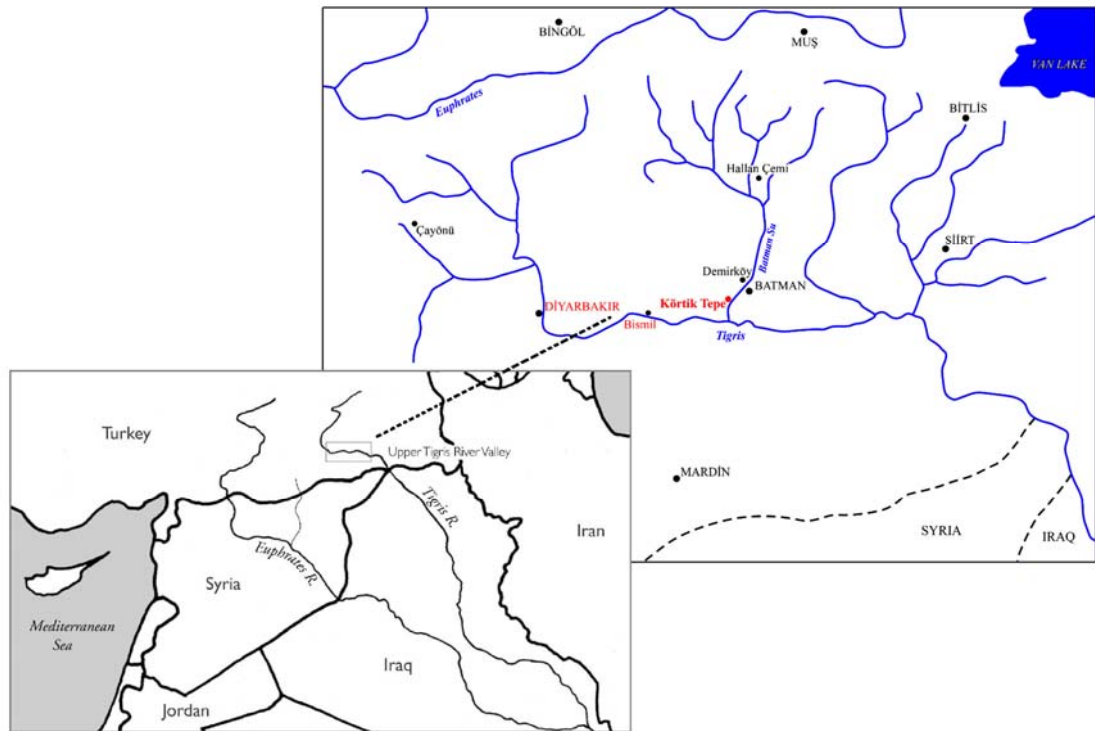 BİNGÖL
MUŞ
VAN LAKE
Euphrates
BİTLİS
Hallan Çemi
Çayönü
Batman Su
SİİRT
Demirköy
BATMAN
Körtik Tepe
DİYARBAKIR
Bismil
Tigris
MARDİN
SYRIA
IRAQ
Turkey
Upper Tigris River Valley
Tigris R.
Iran
Euphrates R.
Syria
Mediterranean
Sea
Iraq
Jordan